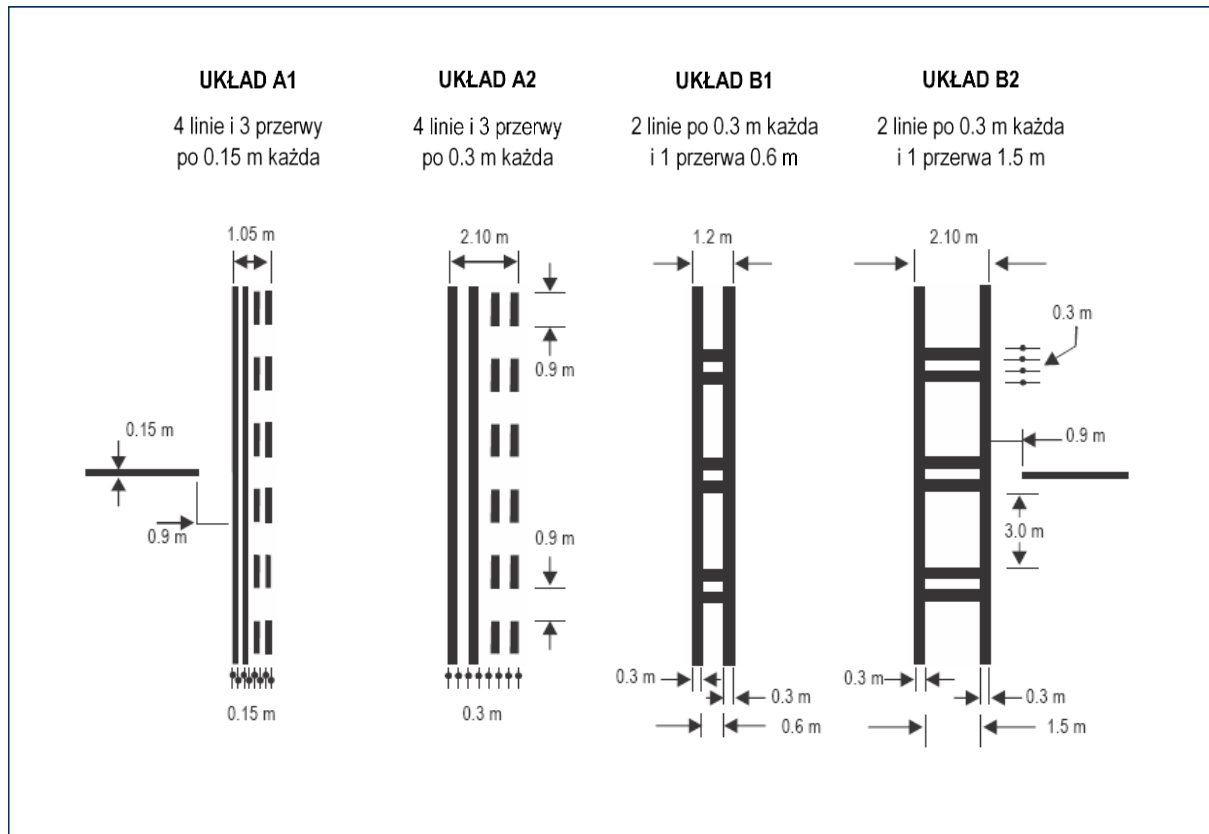 UKŁAD A1
4 linie i 3 przerwy
po 0.15 m każda
UKŁAD A2
4 linie i 3 przerwy
po 0.3 m każda
UKŁAD B1
2 linie po 0.3 m każda
i 1 przerwa 0.6 m
UKŁAD B2
2 linie po 0.3 m każda
i 1 przerwa 1.5 m
1.05 m
0.15 m
0.9 m
0.15 m
2.10 m
0.9 m
0.9 m
0.3 m
1.2 m
0.3 m
0.3 m
0.6 m
2.10 m
0.3 m
0.9 m
3.0 m
0.3 m
0.3 m
1.5 m